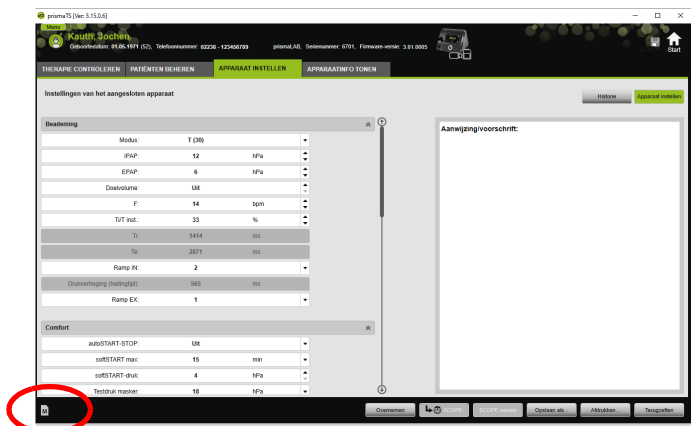 prismaTS [Ver: 5.15.0.6]
Menu
Kauth, Jochen
Geboortedatum: 01.05.1971 (52), Telefoonnummer: 02236 - 123456789 prismaLAB, Serienummer: 6701, Firmware-versie: 3.01.0005
Start
THERAPIE CONTROLEREN PATIËNTEN BEHEREN APPARAAT INSTELLEN APPARAATINFO TONEN
Instellingen van het aangesloten apparaat
Historie Apparaat instellen
Beademing
Aanwijzing/voorschrift:
Modus: T (30)
IPAP: 12 hPa
EPAP: 6 hPa
Doelvolume: Uit
F: 14 bpm
Ti/T inst.: 33 %
Ti: 1414 ms
Te: 2871 ms
Ramp IN: 2
Drukverhoging (hellingtijd): 565 ms
Ramp EX: 1
Comfort
autoSTART-STOP: Uit
softSTART max: 15 min
softSTART-druk: 4 hPa
Testdruk masker: 18 hPa
M
Overnemen SCOPE SCOPE wissen Opslaan als... Afdrukken... Terugzetten